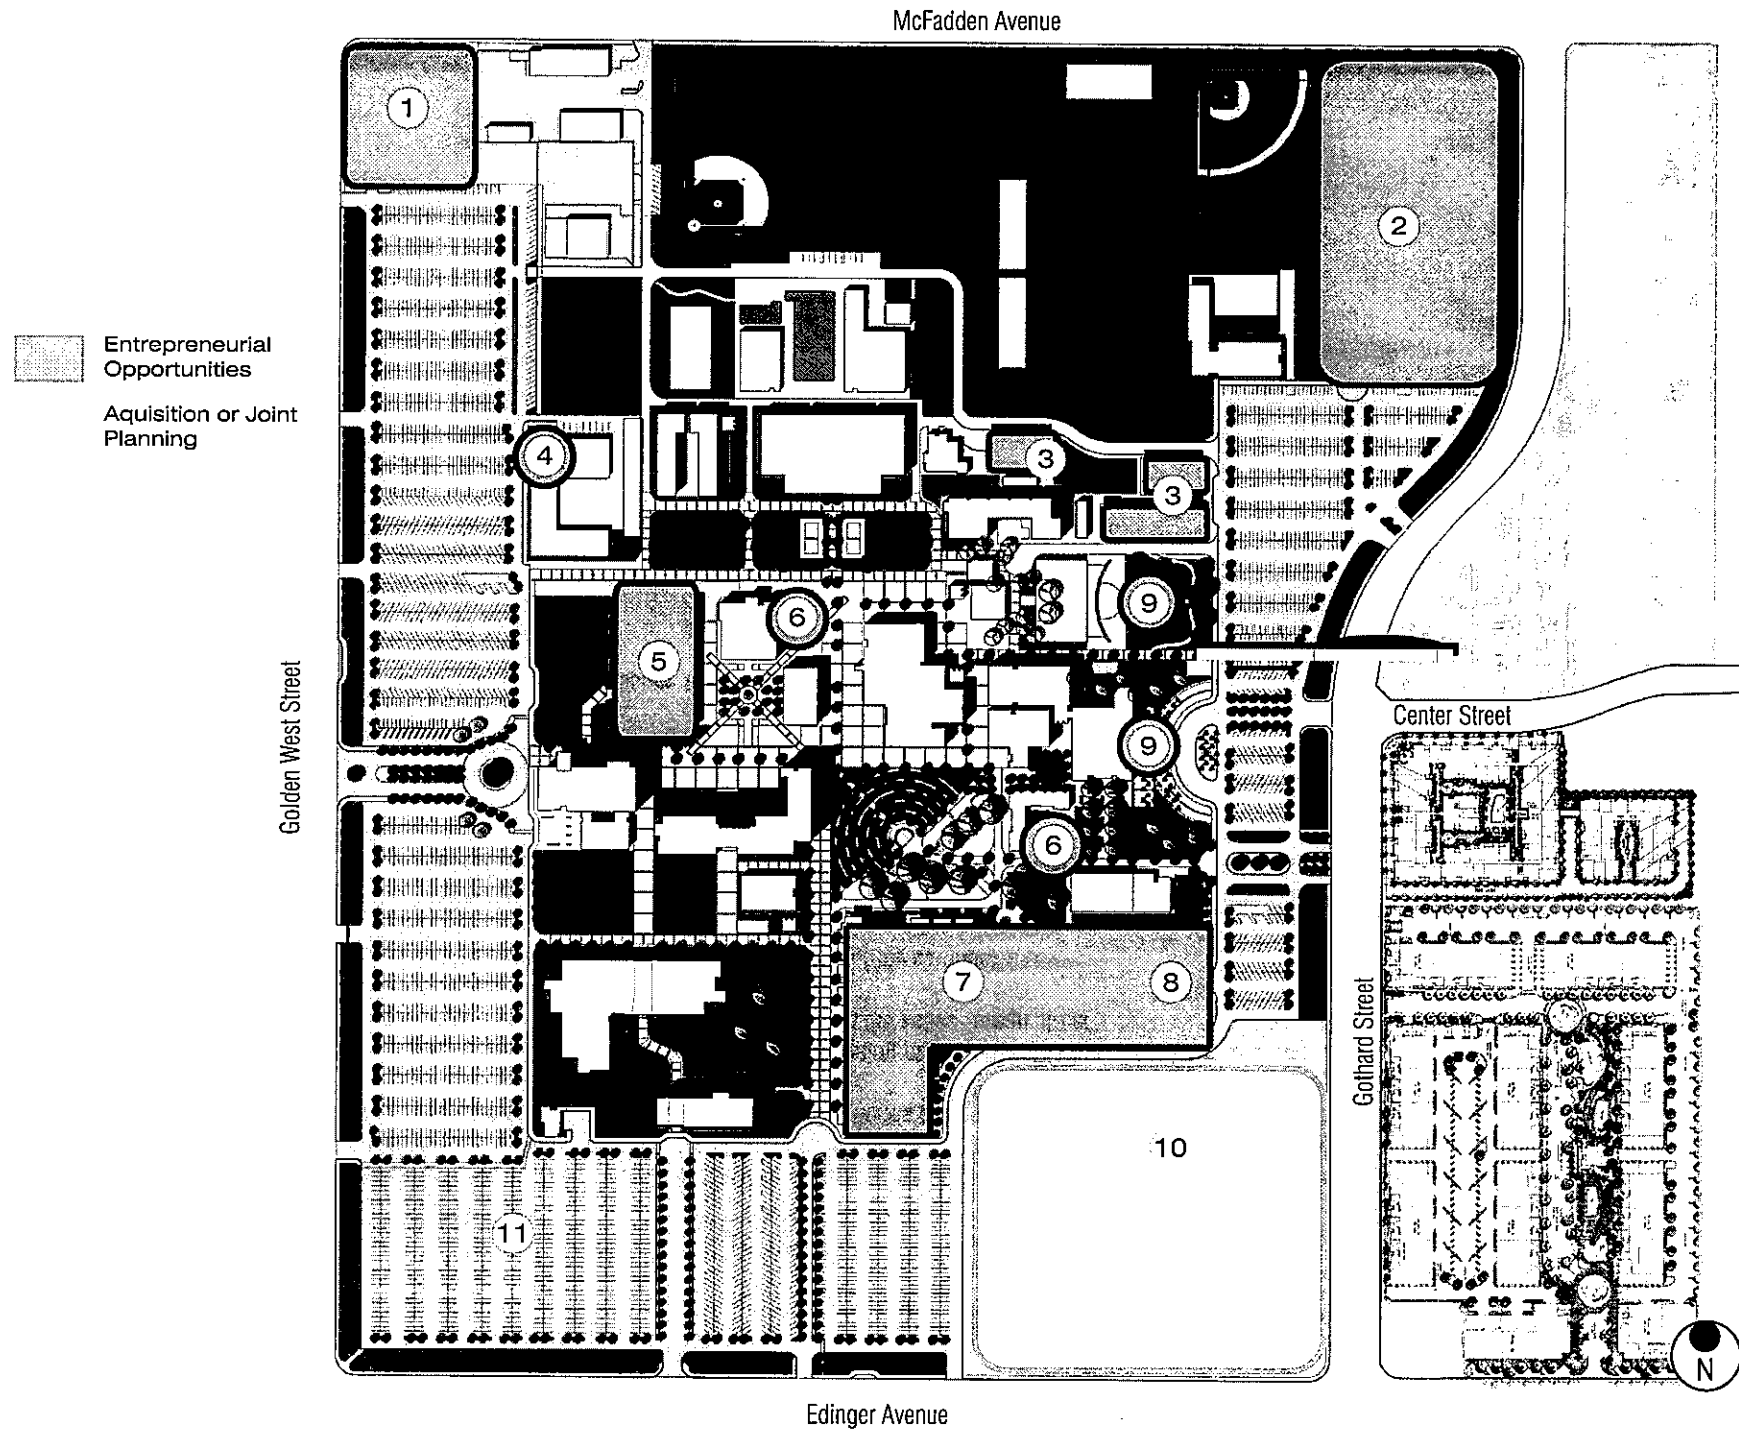 McFadden Avenue
1
2
Entrepreneurial
Opportunities
Aquisition or Joint
Planning
4
3
3
6
9
5
Golden West Street
Center Street
9
6
7
8
Gothard Street
10
11
N
Edinger Avenue